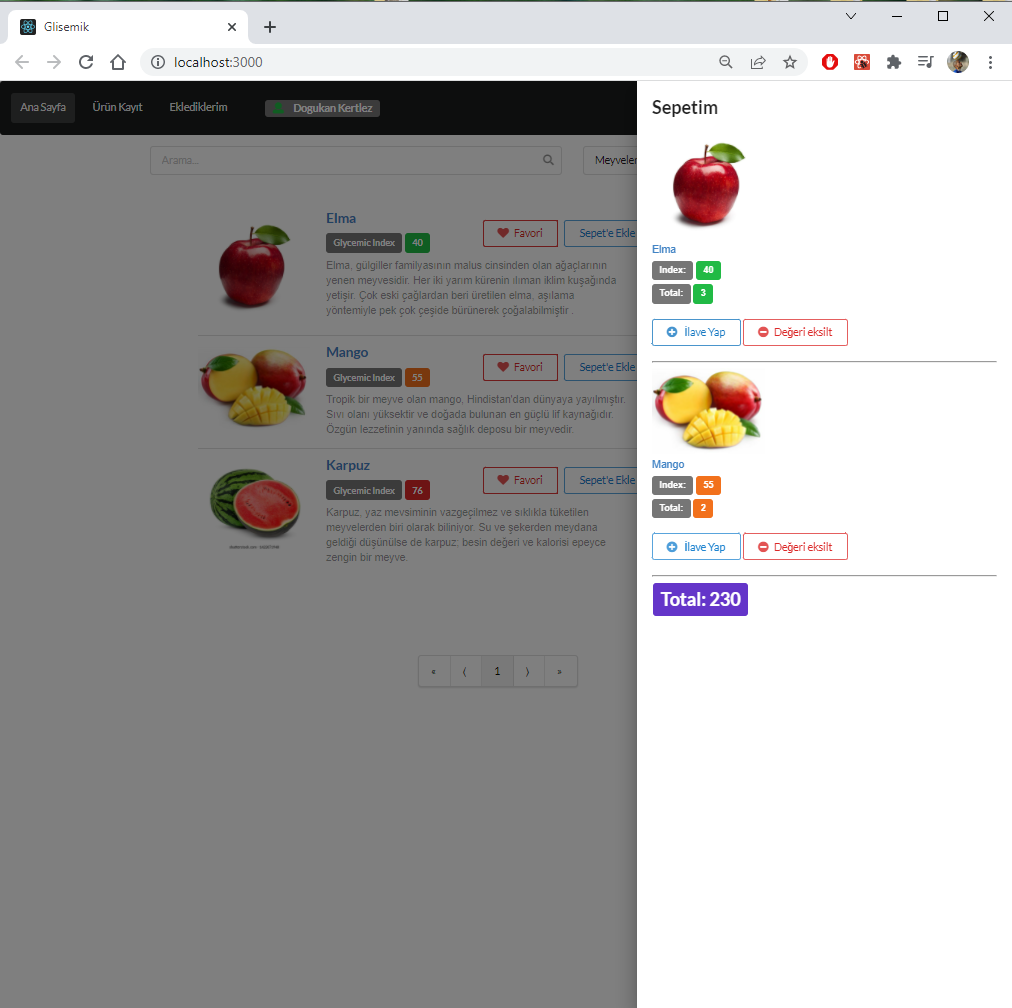 Glisemik
localhost:3000
Ana Sayfa
Ürün Kayıt
Eklediklerim
Dogukan Kertlez
Arama...
Meyveler
Elma
Glycemic Index 40
Favori
Sepet'e Ekle
Elma, gülgiller familyasının malus cinsinden olan ağaçlarının
yenen meyvesidir. Her iki yarım kürenin ılıman iklim kuşağında
yetişir. Çok eski çağlardan beri üretilen elma, aşılama
yöntemiyle pek çok çeşide bürünerek çoğalabilmiştir .
Mango
Glycemic Index 55
Favori
Sepet'e Ekle
Tropik bir meyve olan mango, Hindistan'dan dünyaya yayılmıştır.
Sıvı olanı yüksektir ve doğada bulunan en güçlü lif kaynağıdır.
Özgün lezzetinin yanında sağlık deposu bir meyvedir.
Karpuz
Glycemic Index 76
Favori
Sepet'e Ekle
Karpuz, yaz mevsiminin vazgeçilmez ve sıklıkla tüketilen
meyvelerden biri olarak biliniyor. Su ve şekerden meydana
geldiği düşünülse de karpuz; besin değeri ve kalorisi epeyce
zengin bir meyve.
« ⟨ 1 ⟩ »
Sepetim
Elma
Index: 40
Total: 3
İlave Yap
Değeri eksilt
Mango
Index: 55
Total: 2
İlave Yap
Değeri eksilt
Total: 230